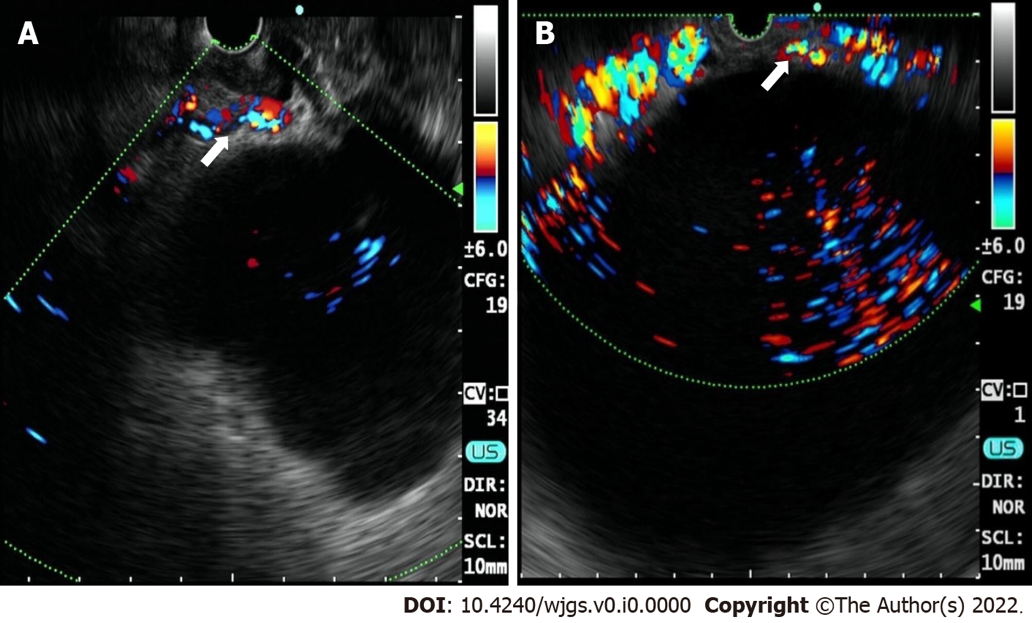 A
±6.0
CFG:
19
CV:□
34
US
DIR:
NOR
SCL:
10mm
B
±6.0
CFG:
19
CV:□
1
US
DIR:
NOR
SCL:
10mm
DOI: 10.4240/wjgs.v0.i0.0000 Copyright ©The Author(s) 2022.